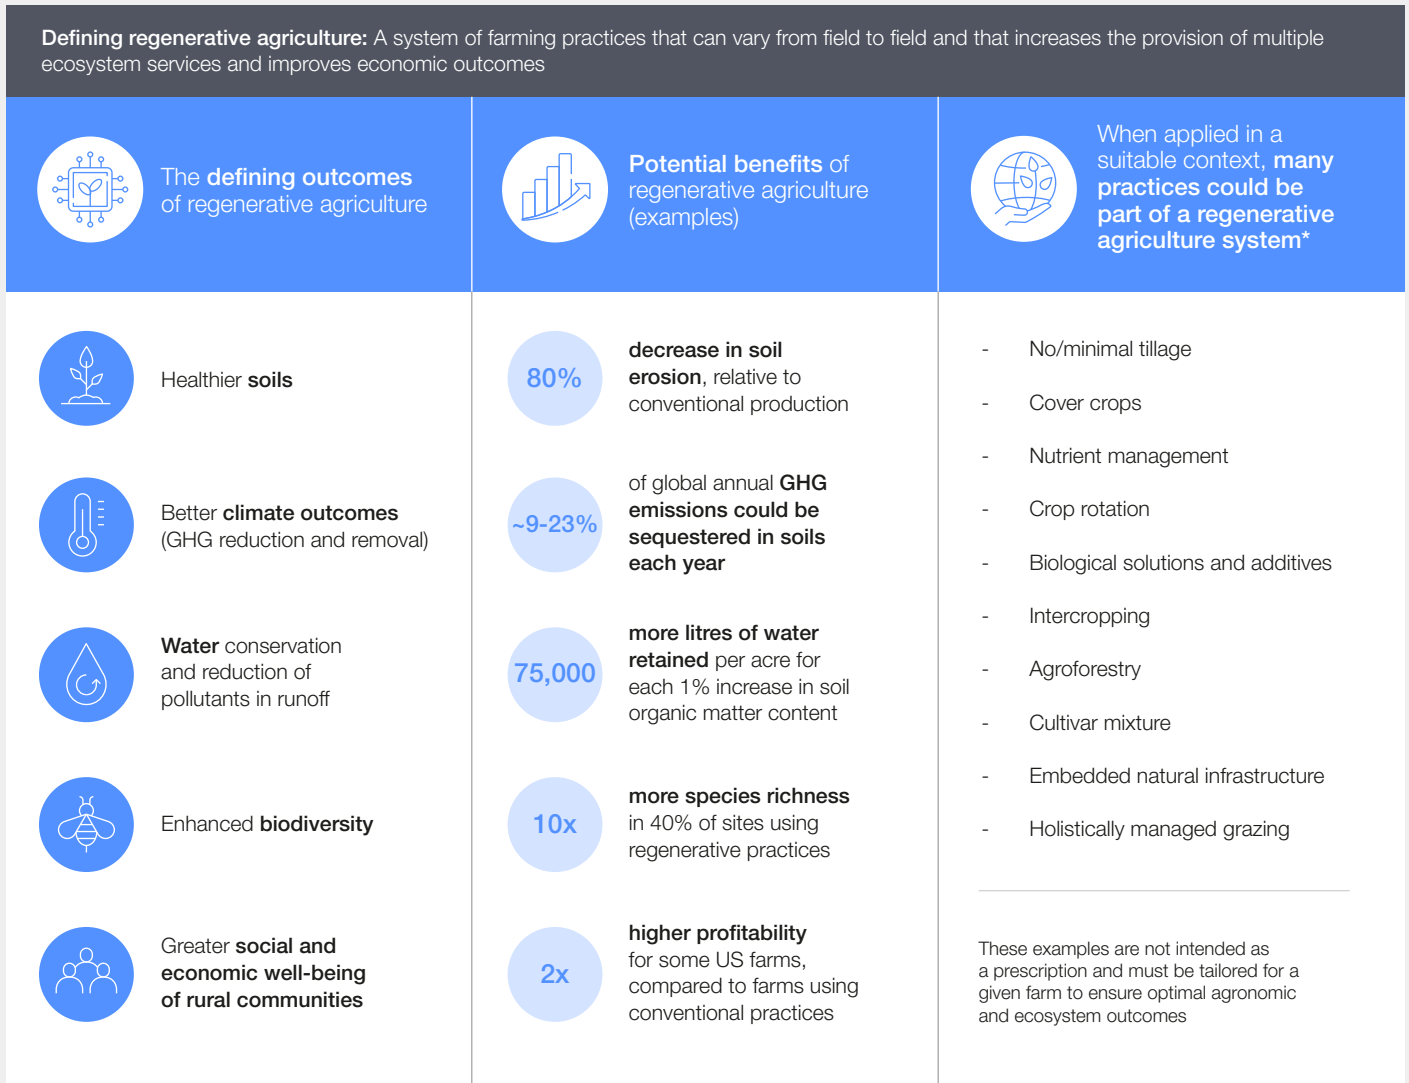 Defining regenerative agriculture: A system of farming practices that can vary from field to field and that increases the provision of multiple
ecosystem services and improves economic outcomes
The defining outcomes
of regenerative agriculture
Healthier soils
Better climate outcomes
(GHG reduction and removal)
Water conservation
and reduction of
pollutants in runoff
Enhanced biodiversity
Greater social and
economic well-being
of rural communities
Potential benefits of
regenerative agriculture
(examples)
80%
decrease in soil
erosion, relative to
conventional production
~9-23%
of global annual GHG
emissions could be
sequestered in soils
each year
75,000
more litres of water
retained per acre for
each 1% increase in soil
organic matter content
10x
more species richness
in 40% of sites using
regenerative practices
2x
higher profitability
for some US farms,
compared to farms using
conventional practices
When applied in a
suitable context, many
practices could be
part of a regenerative
agriculture system*
- No/minimal tillage
- Cover crops
- Nutrient management
- Crop rotation
- Biological solutions and additives
- Intercropping
- Agroforestry
- Cultivar mixture
- Embedded natural infrastructure
- Holistically managed grazing
These examples are not intended as
a prescription and must be tailored for a
given farm to ensure optimal agronomic
and ecosystem outcomes